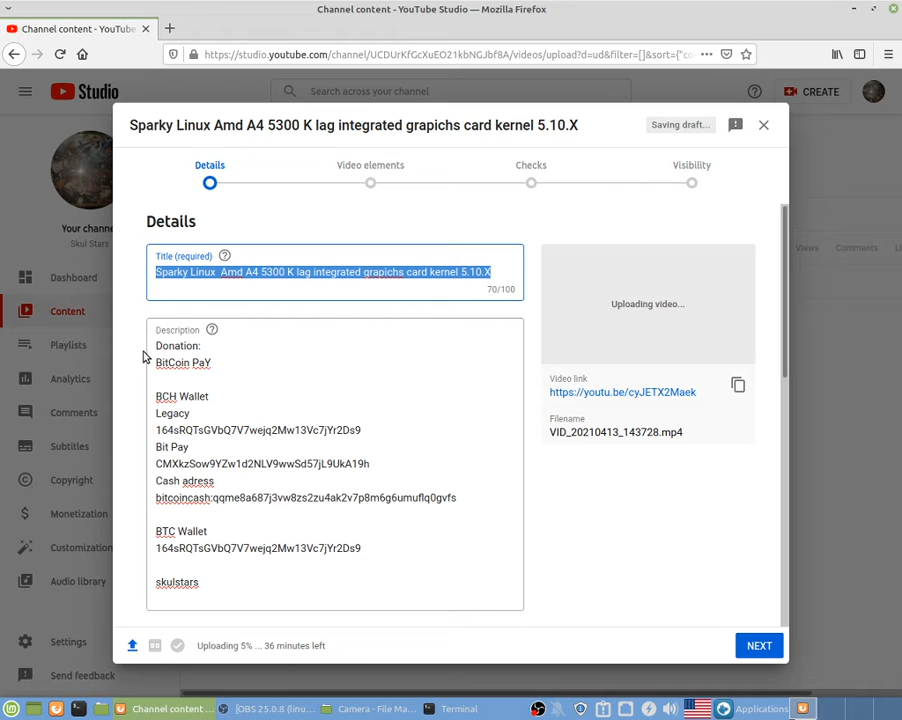 Channel content - YouTube Studio — Mozilla Firefox
Channel content - YouTube
https://studio.youtube.com/channel/UCDUrKfGcXuEO21kbNGJbf8A/videos/upload?d=ud&filter=[]&sort={"c
Studio
Search across your channel
CREATE
Sparky Linux Amd A4 5300 K lag integrated grapichs card kernel 5.10.X
Saving draft...
Details
Video elements
Checks
Visibility
Details
Title (required)
Sparky Linux  Amd A4 5300 K lag integrated grapichs card kernel 5.10.X
70/100
Description
Donation:
BitCoin PaY
BCH Wallet
Legacy
164sRQTsGVbQ7V7wejq2Mw13Vc7jYr2Ds9
Bit Pay
CMXkzSow9YZw1d2NLV9wwSd57jL9UkA19h
Cash adress
bitcoincash:qqme8a687j3vw8zs2zu4ak2v7p8m6g6umuflq0gvfs
BTC Wallet
164sRQTsGVbQ7V7wejq2Mw13Vc7jYr2Ds9
skulstars
Uploading video...
Video link
https://youtu.be/cyJETX2Maek
Filename
VID_20210413_143728.mp4
Your chann
Skul Stars
Dashboard
Content
Playlists
Analytics
Comments
Subtitles
Copyright
Monetization
Customization
Audio library
Settings
Send feedback
Views
Comments
Uploading 5% ... 36 minutes left
NEXT
Channel content ...
[OBS 25.0.8 (linu...
Camera - File Ma...
Terminal
Applications